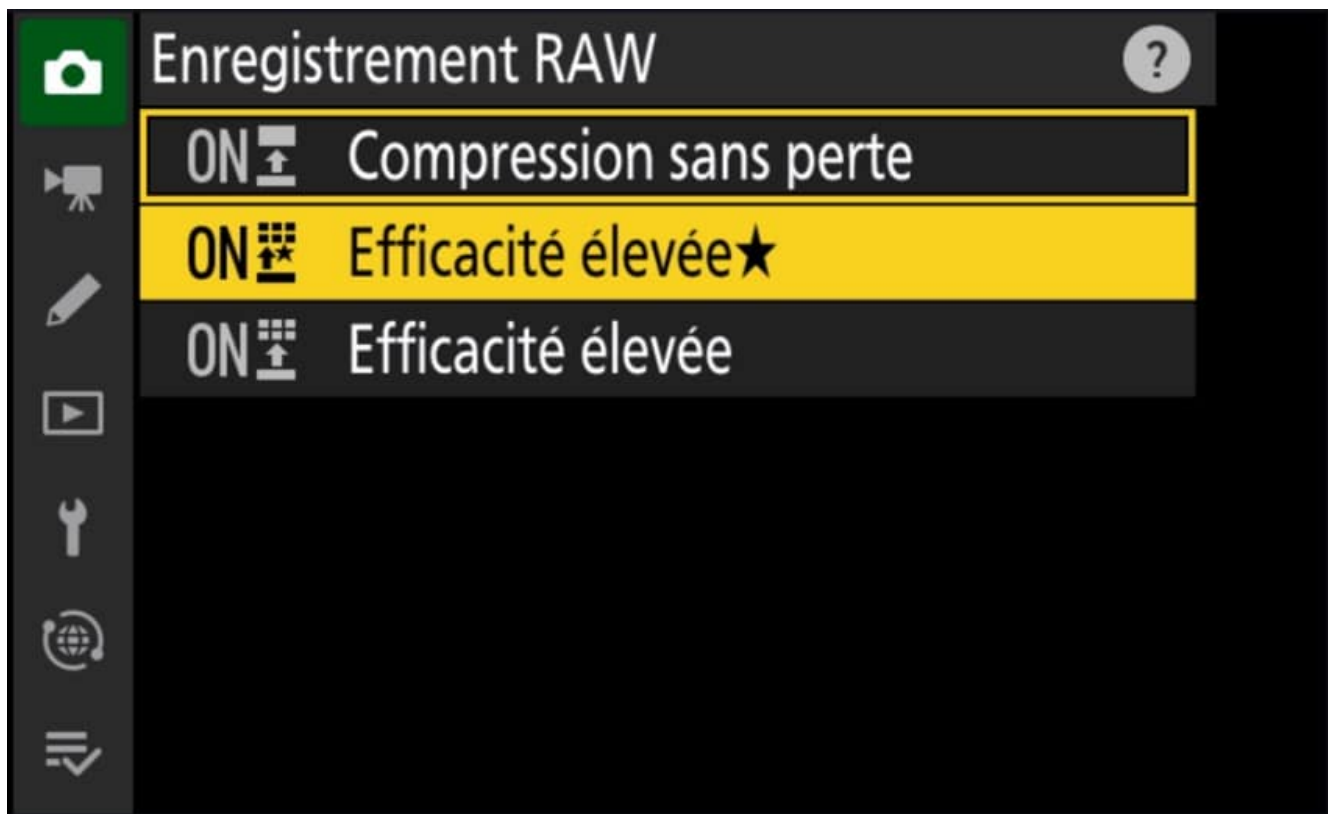 Enregistrement RAW ?
ON Compression sans perte
ON Efficacité élevée★
ON Efficacité élevée